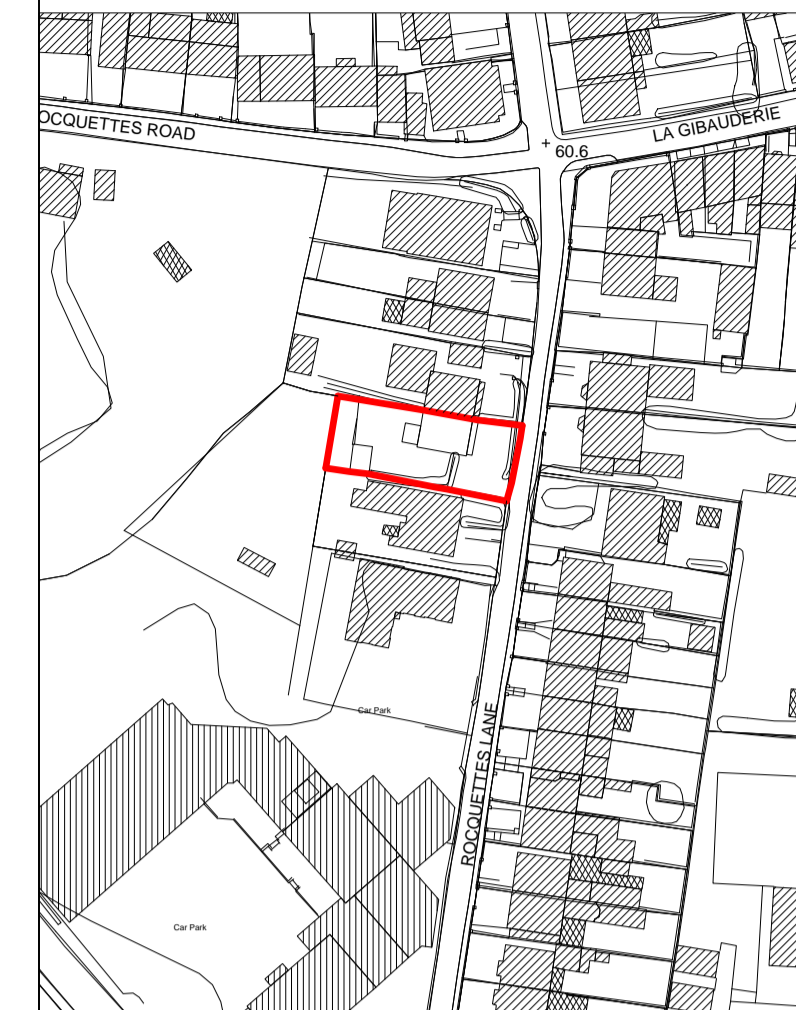 OCQUETTES ROAD
LA GIBAUDERIE
+ 60.6
Car Park
ROCQUETTES LANE
Car Park